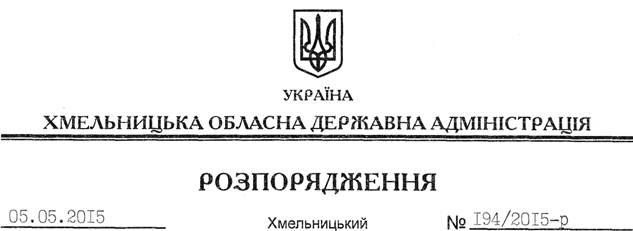 УКРАЇНА
ХМЕЛЬНИЦЬКА ОБЛАСНА ДЕРЖАВНА АДМІНІСТРАЦІЯ
РОЗПОРЯДЖЕННЯ
05.05.2015 Хмельницький № 194/2015-р